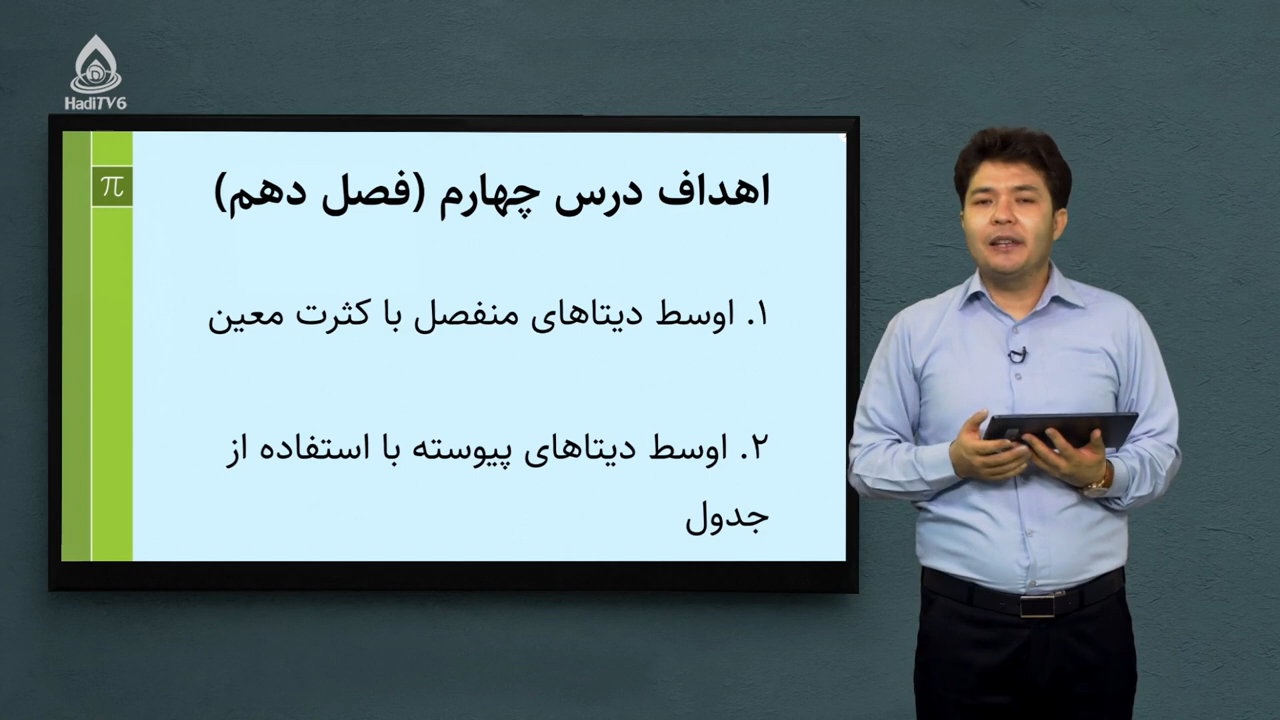 HadiTV6
π
اهداف درس چهارم (فصل دهم)
۱. اوسط دیتاهای منفصل با کثرت معین
۲. اوسط دیتاهای پیوسته با استفاده از
جدول